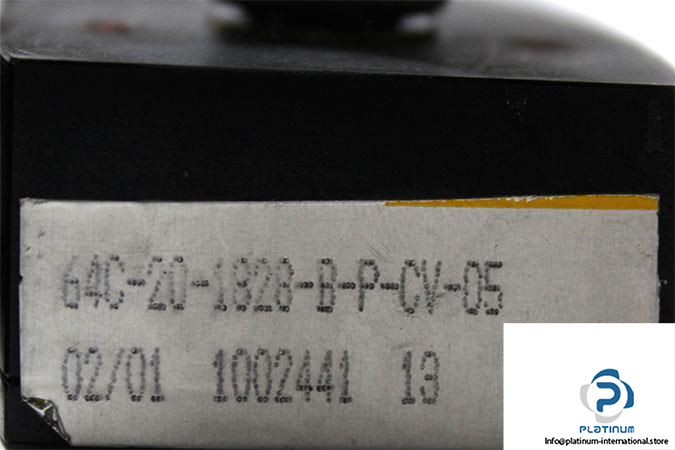 64C-20-1828-B-P-CV-05
02/01 1002441 13
PLATINUM
Info@platinum-international.store